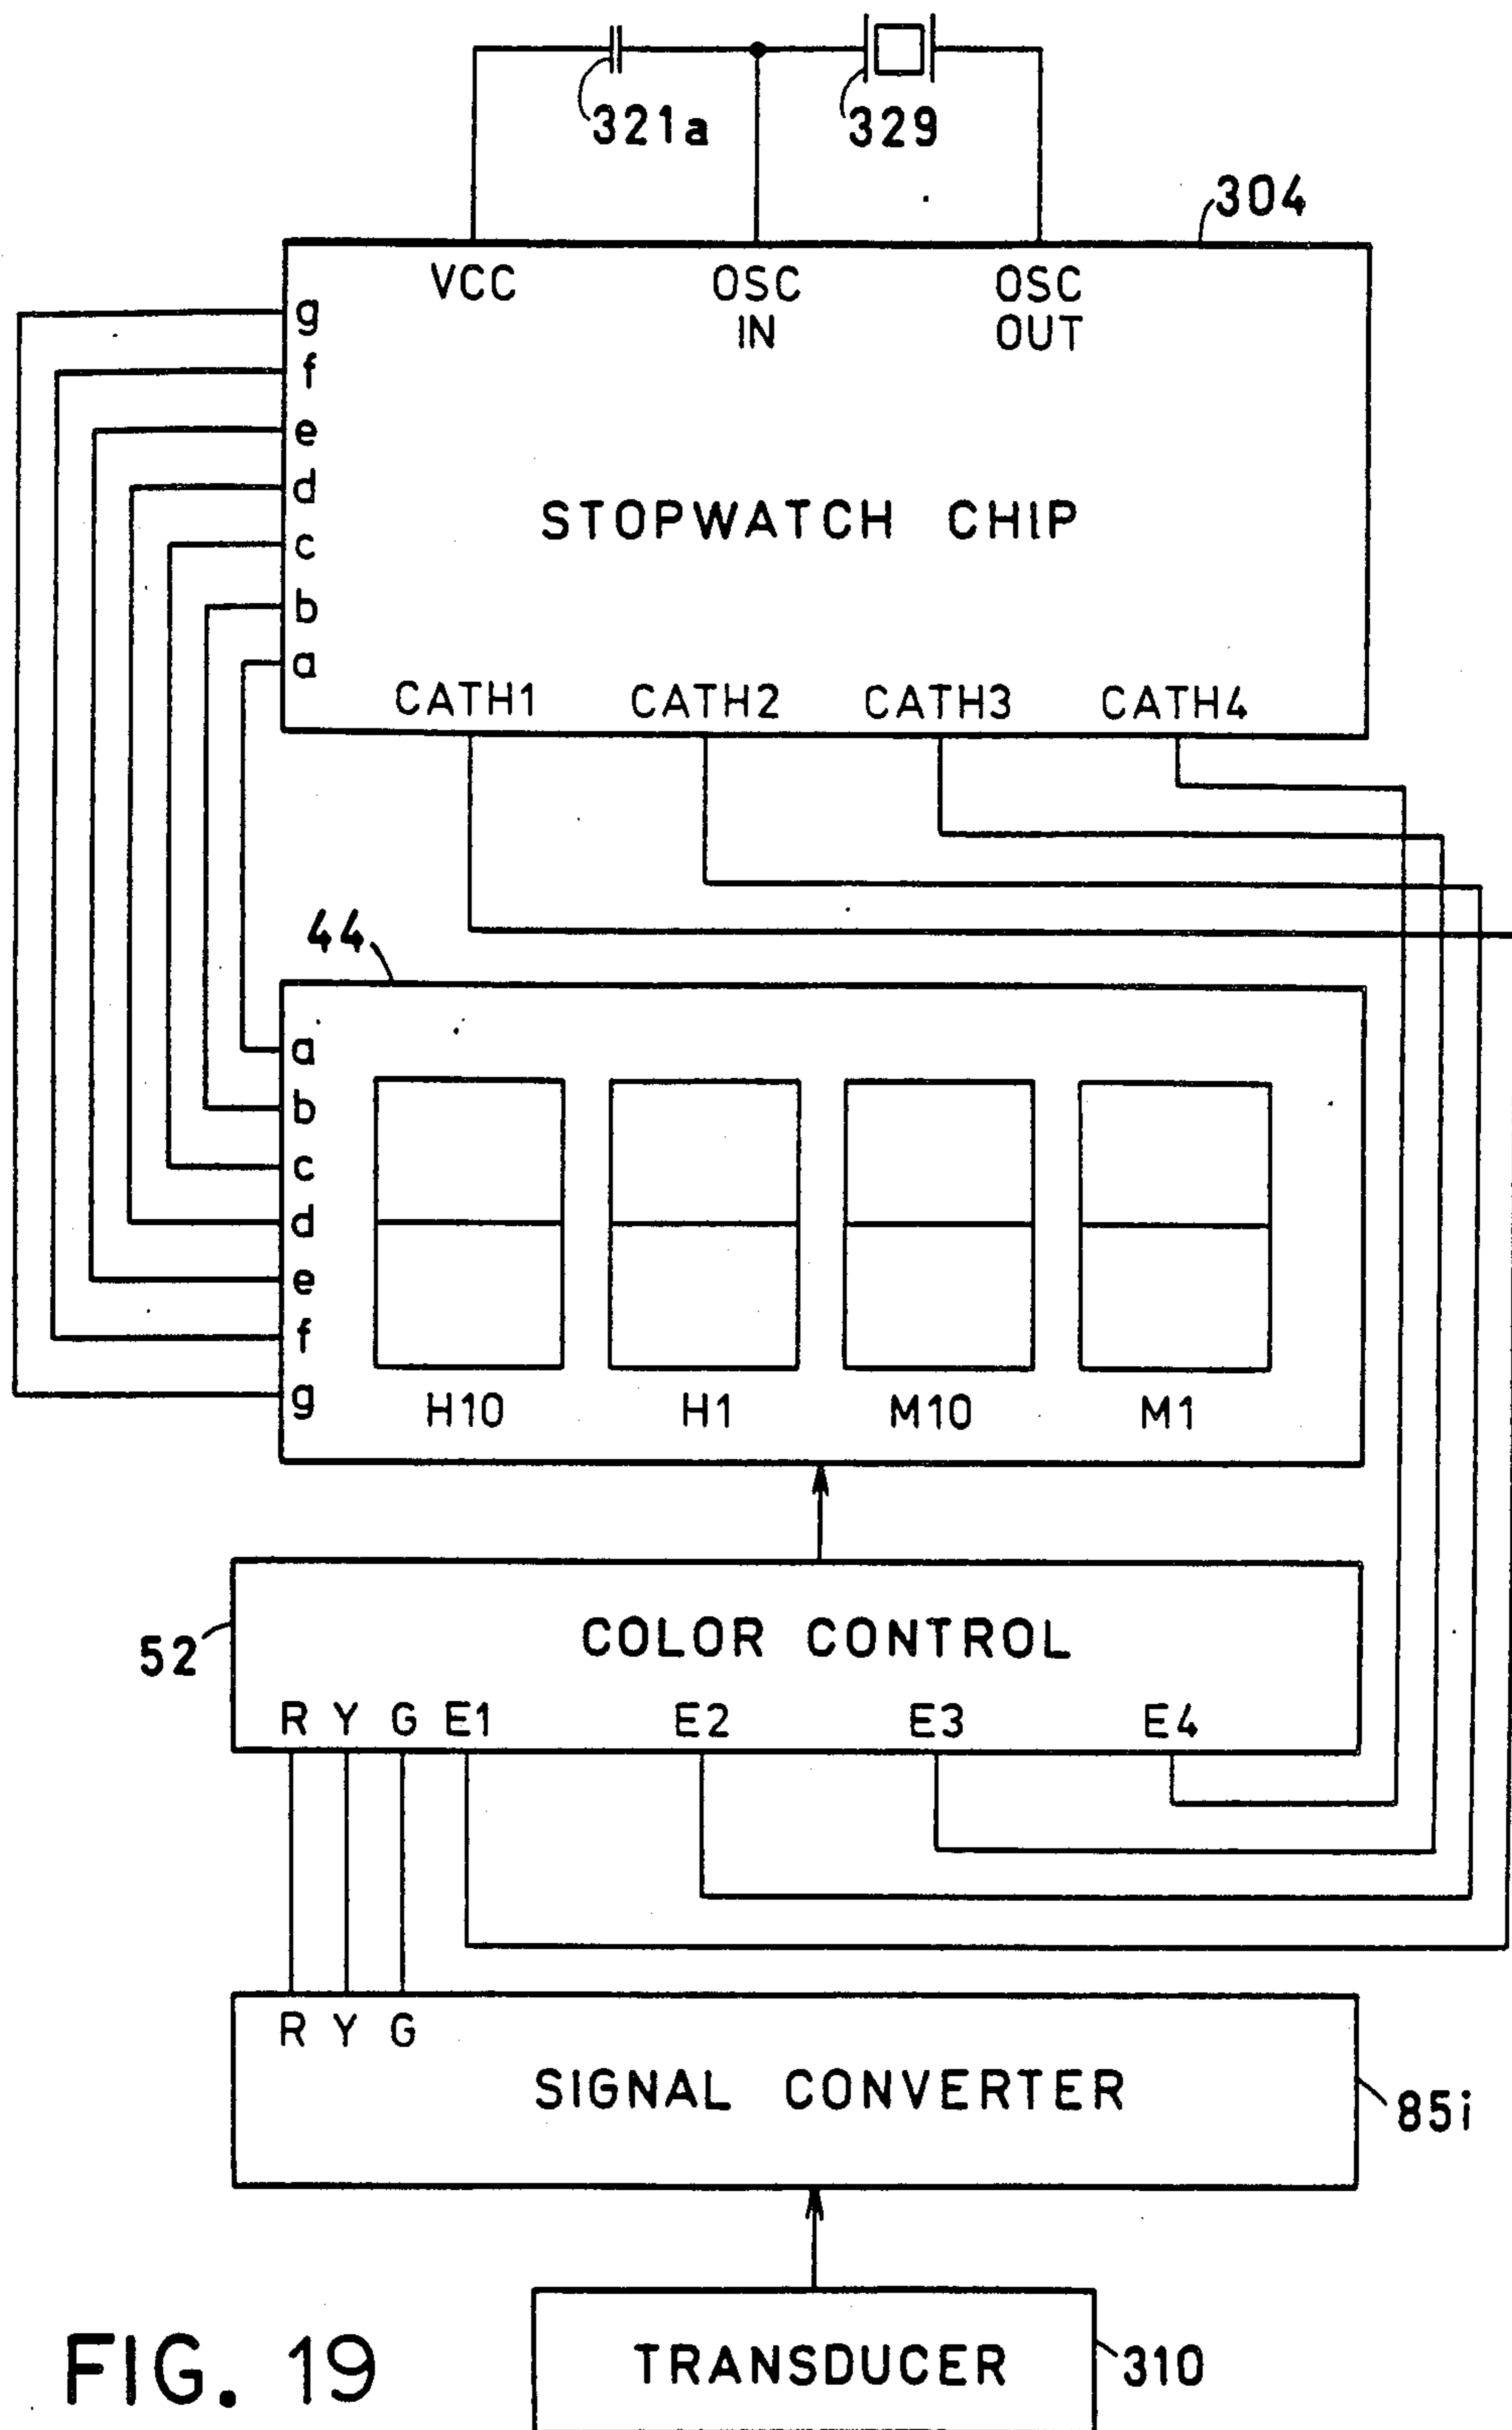 321a 329
304
VCC OSC IN OSC OUT
g
f
e
d
STOPWATCH CHIP
c
b
a
CATH1 CATH2 CATH3 CATH4
44
a
b
c
d
e
f
g
H10 H1 M10 M1
COLOR CONTROL
52
R Y G E1 E2 E3 E4
R Y G
SIGNAL CONVERTER
85i
TRANSDUCER 310
FIG. 19